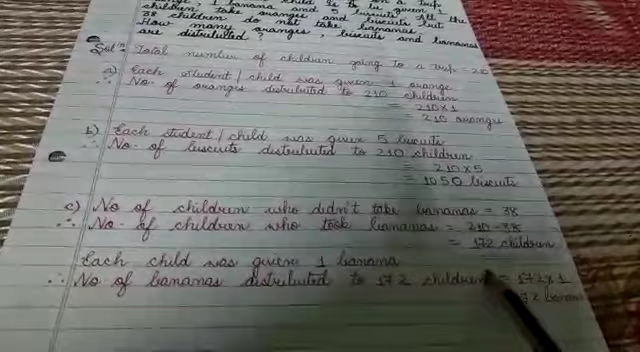 1 banana and
children take oranges and biscuits. All the
38 children do not take bananas but
How many oranges, biscuits and bananas
are distributed?
Solⁿ Total number of children going to a trip = 210
a) Each student/child was given 1 orange
∴ No. of oranges distributed to 210 children
= 210×1
= 210 oranges
b) Each student/child was given 5 biscuits
∴ No. of biscuits distributed to 210 children
= 210×5
= 1050 biscuits
c) No of children who didn't take bananas = 38
∴ No. of children who took bananas = 210-38
= 172 children
Each child was given 1 banana
∴ No of bananas distributed to 172 children = 172×1